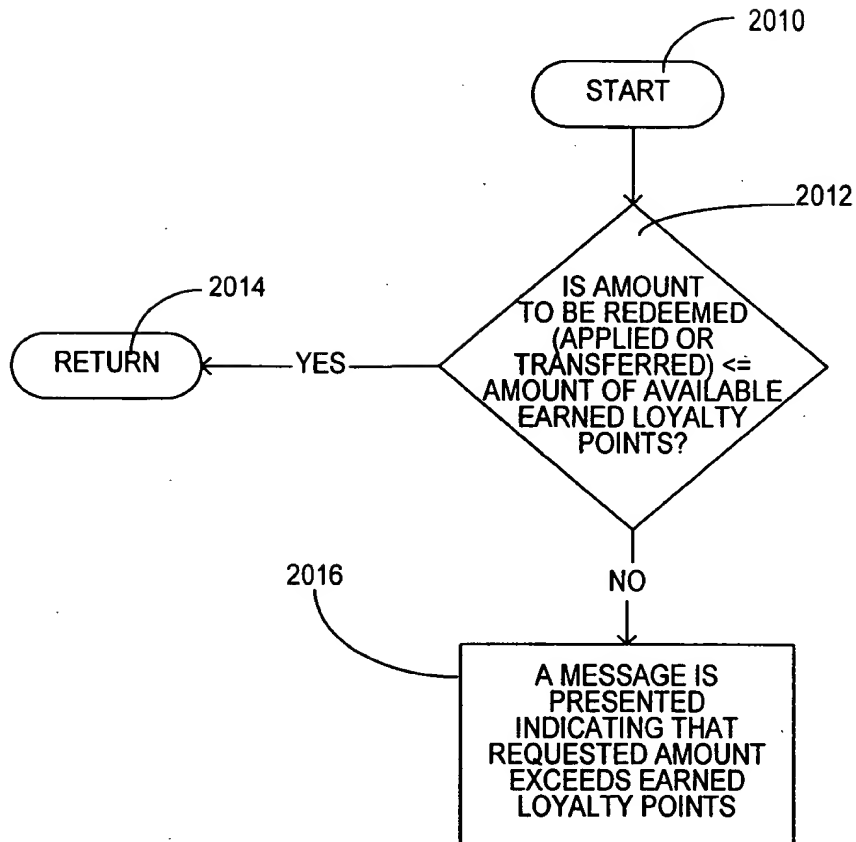 2010
START
2012
IS AMOUNT
TO BE REDEEMED
(APPLIED OR
TRANSFERRED) <=
AMOUNT OF AVAILABLE
EARNED LOYALTY
POINTS?
2014
RETURN
YES
NO
2016
A MESSAGE IS
PRESENTED
INDICATING THAT
REQUESTED AMOUNT
EXCEEDS EARNED
LOYALTY POINTS